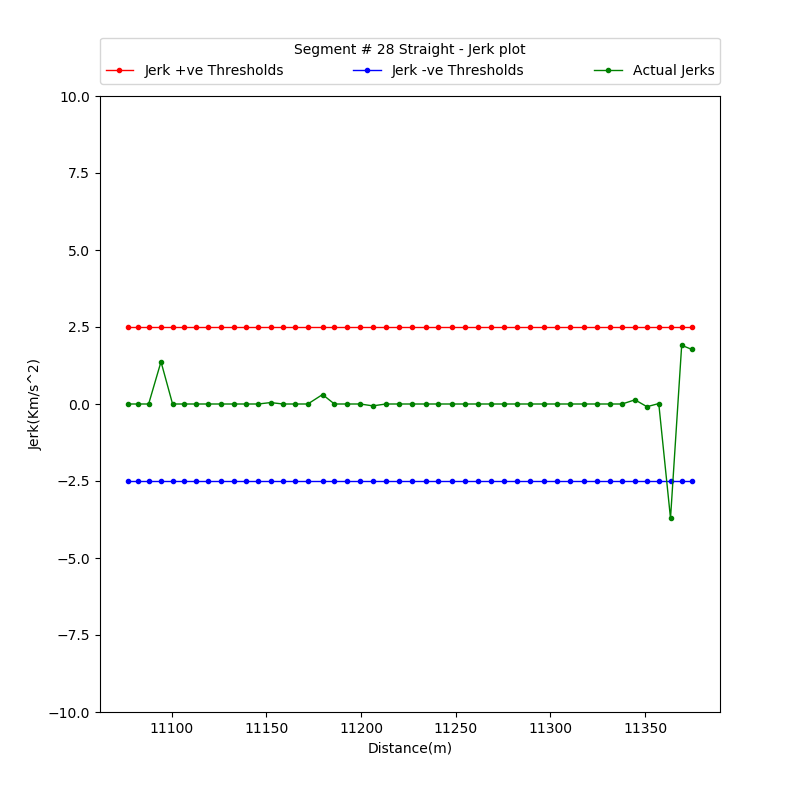 Segment # 28 Straight - Jerk plot
Jerk +ve Thresholds Jerk -ve Thresholds Actual Jerks
10.0
7.5
5.0
2.5
0.0
−2.5
−5.0
−7.5
−10.0
Jerk(Km/s^2)
11100 11150 11200 11250 11300 11350
Distance(m)